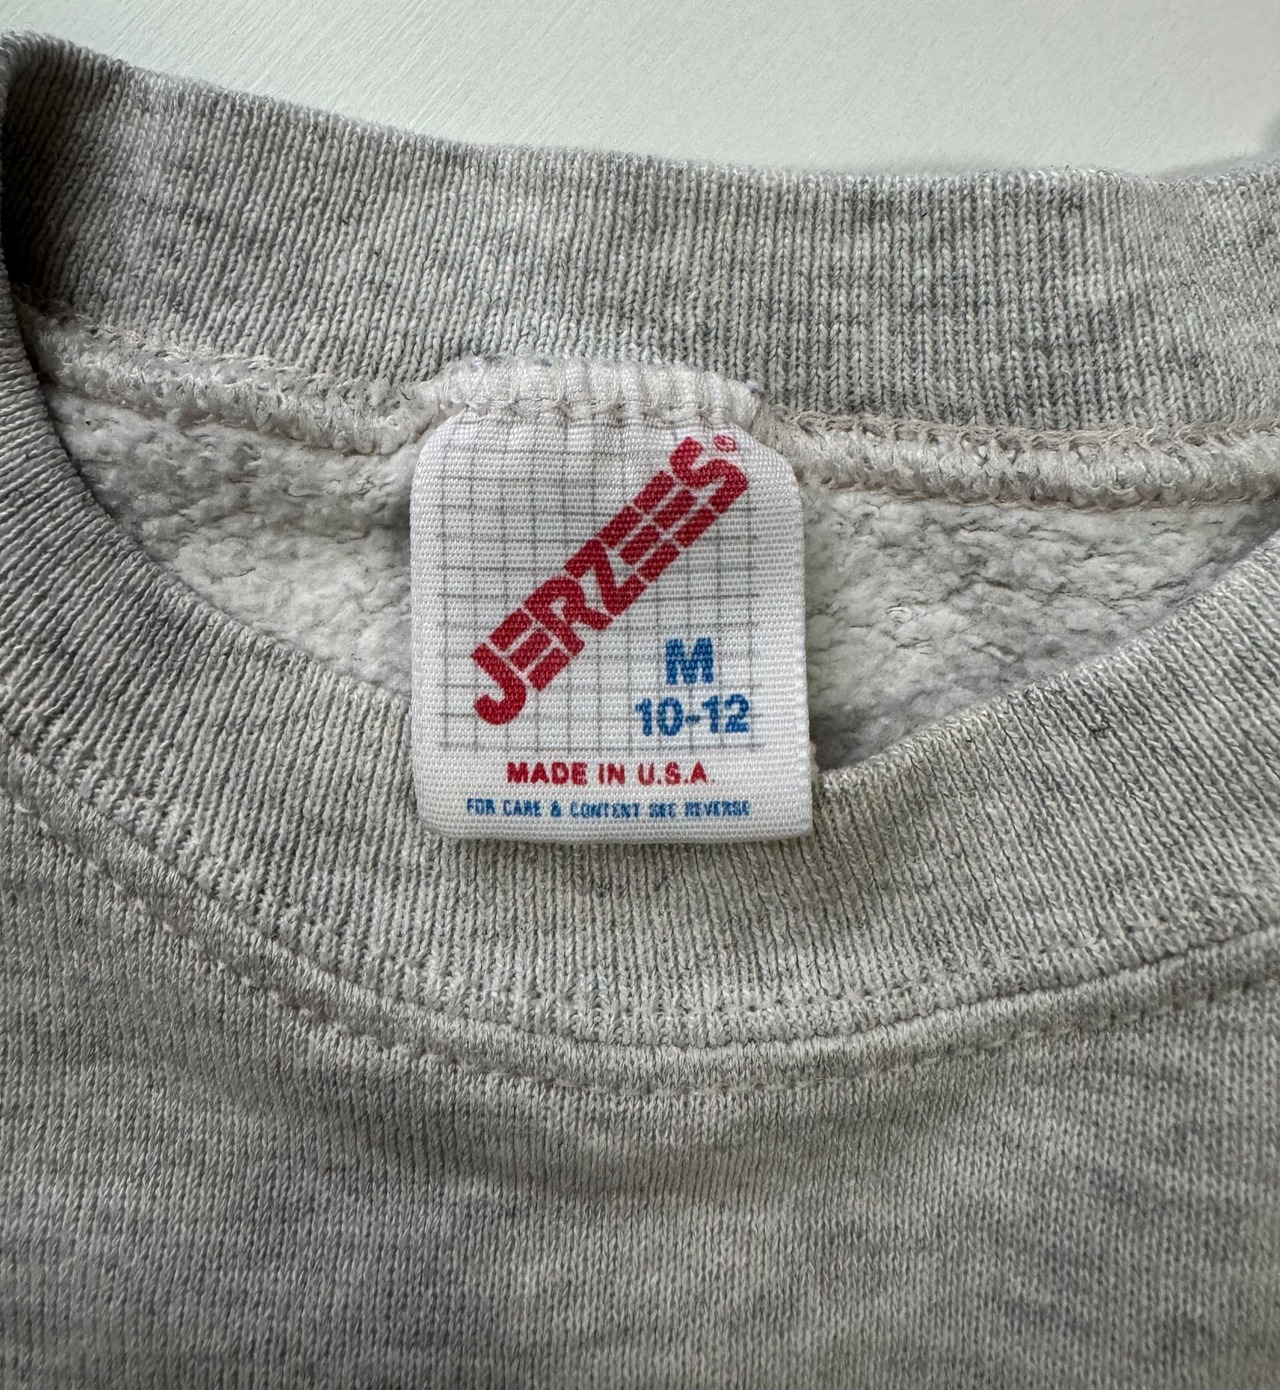 JERZEES®
M
10-12
MADE IN U.S.A.
FOR CARE & CONTENT SEE REVERSE